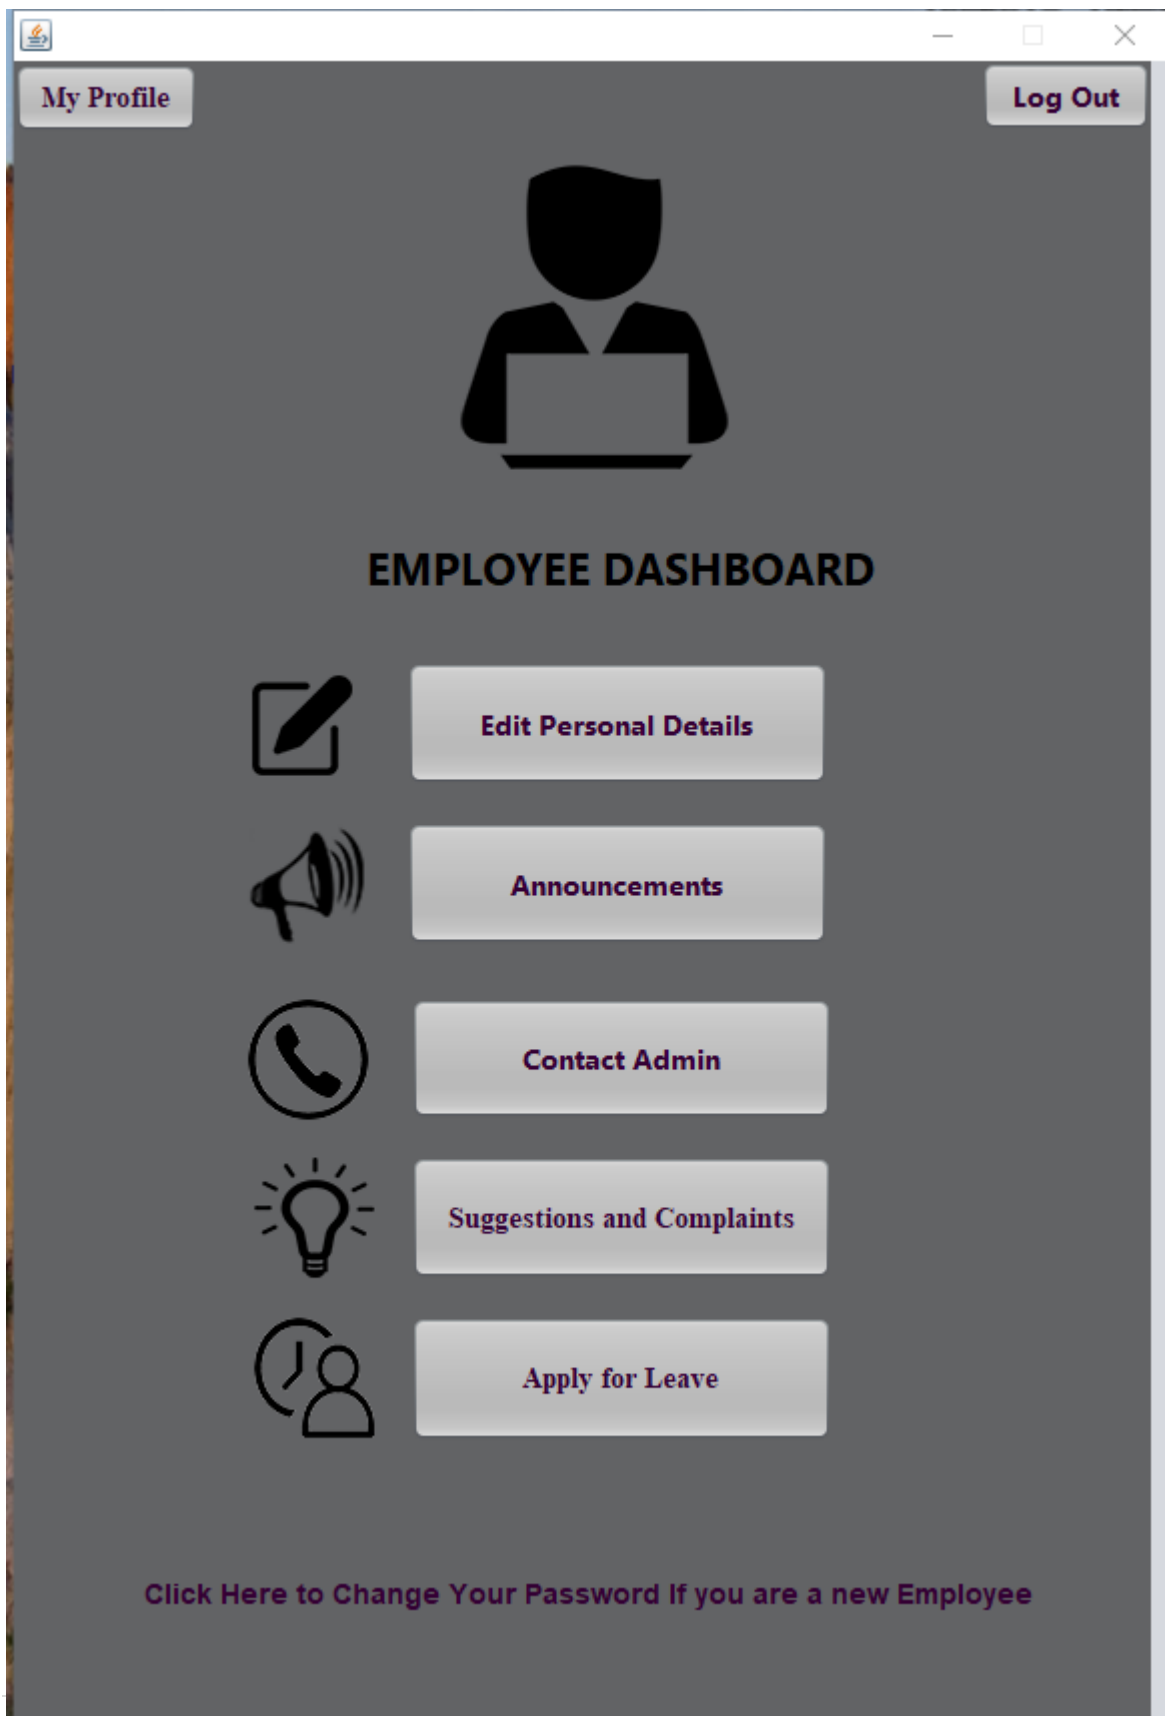 My Profile
Log Out
EMPLOYEE DASHBOARD
Edit Personal Details
Announcements
Contact Admin
Suggestions and Complaints
Apply for Leave
Click Here to Change Your Password If you are a new Employee